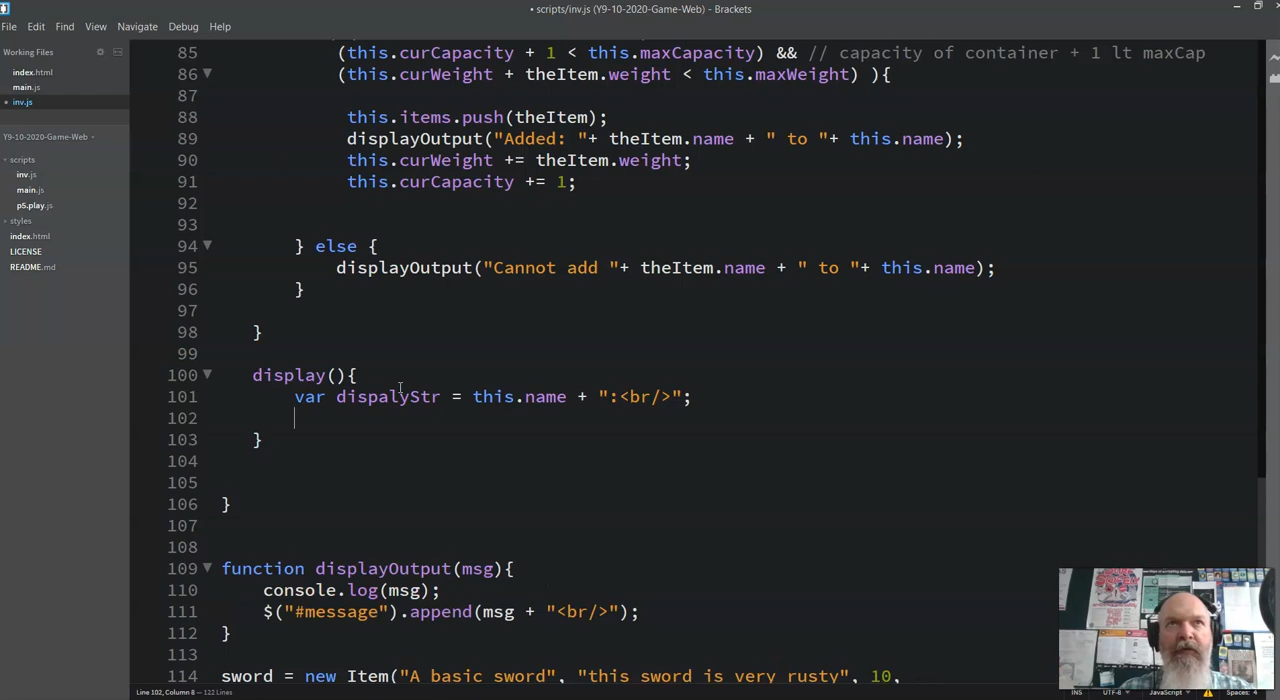 • scripts/inv.js (Y9-10-2020-Game-Web) - Brackets
File Edit Find View Navigate Debug Help
Working Files
index.html
main.js
• inv.js
Y9-10-2020-Game-Web
scripts
inv.js
main.js
p5.play.js
styles
index.html
LICENSE
README.md
85 (this.curCapacity + 1 < this.maxCapacity) && // capacity of container + 1 lt maxCap
86 (this.curWeight + theItem.weight < this.maxWeight) ){
87
88 this.items.push(theItem);
89 displayOutput("Added: "+ theItem.name + " to "+ this.name);
90 this.curWeight += theItem.weight;
91 this.curCapacity += 1;
92
93
94 } else {
95 displayOutput("Cannot add "+ theItem.name + " to "+ this.name);
96 }
97
98 }
99
100 display(){
101 var dispalyStr = this.name + ":<br/>";
102
103 }
104
105
106 }
107
108
109 function displayOutput(msg){
110 console.log(msg);
111 $("#message").append(msg + "<br/>");
112 }
113
114 sword = new Item("A basic sword", "this sword is very rusty", 10,
Line 102, Column 8 — 122 Lines
INS UTF-8 JavaScript Spaces: 4